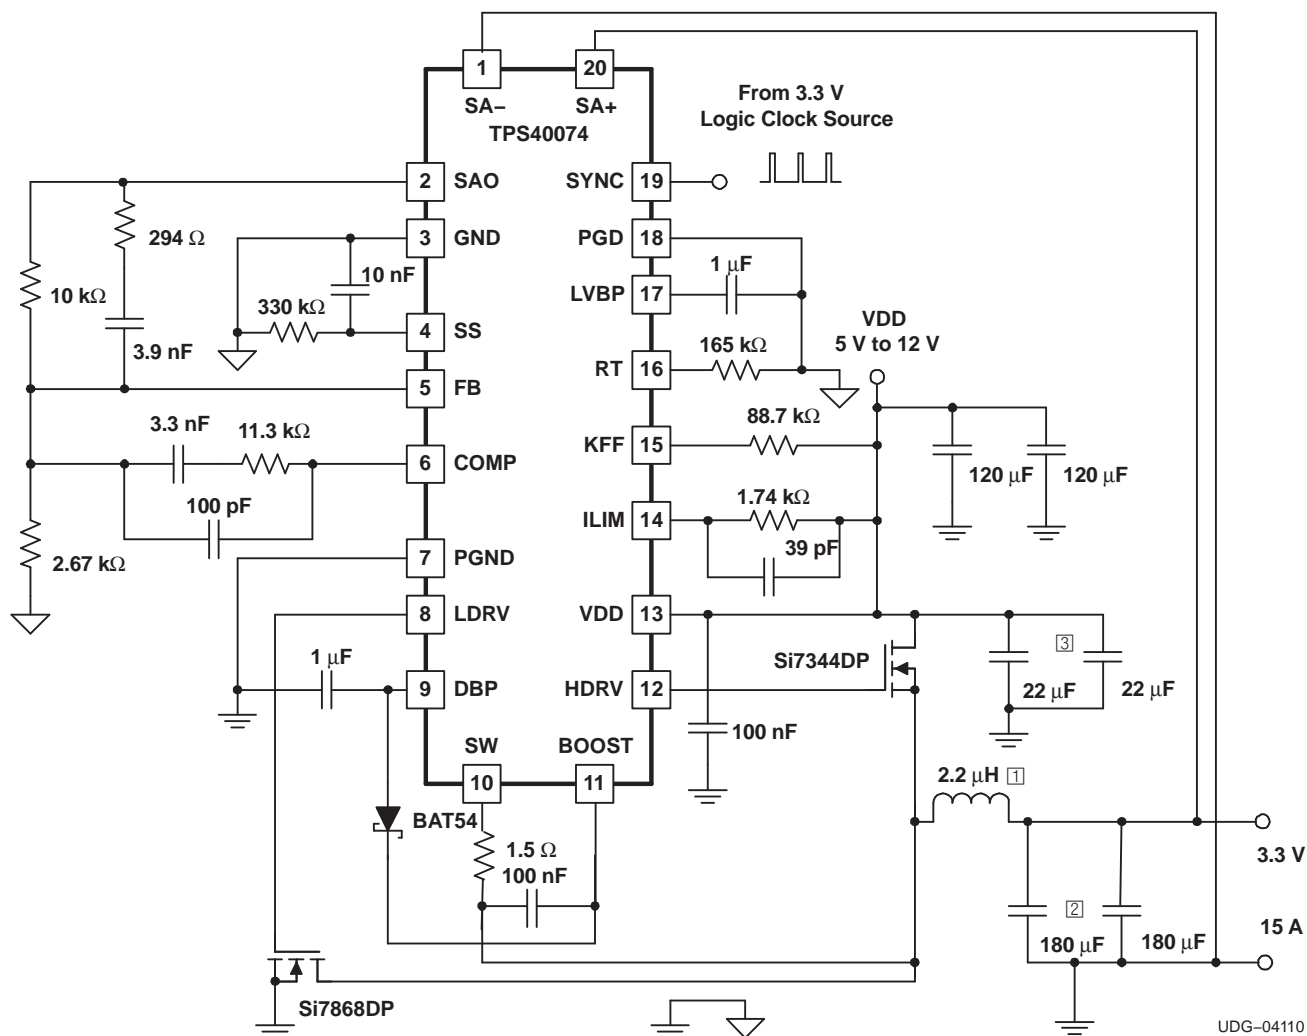 1
20
SA–
SA+
TPS40074
From 3.3 V
Logic Clock Source
2
SAO
SYNC
19
294 Ω
3
GND
PGD
18
10 kΩ
10 nF
1 μF
LVBP
17
330 kΩ
4
SS
VDD
5 V to 12 V
3.9 nF
165 kΩ
RT
16
5
FB
3.3 nF
11.3 kΩ
88.7 kΩ
KFF
15
6
COMP
120 μF
120 μF
100 pF
1.74 kΩ
ILIM
14
39 pF
2.67 kΩ
7
PGND
8
LDRV
VDD
13
1 μF
Si7344DP
3
9
DBP
HDRV
12
22 μF
22 μF
100 nF
SW
BOOST
10
11
2.2 μH 1
BAT54
1.5 Ω
100 nF
3.3 V
2
15 A
180 μF
180 μF
Si7868DP
UDG–04110